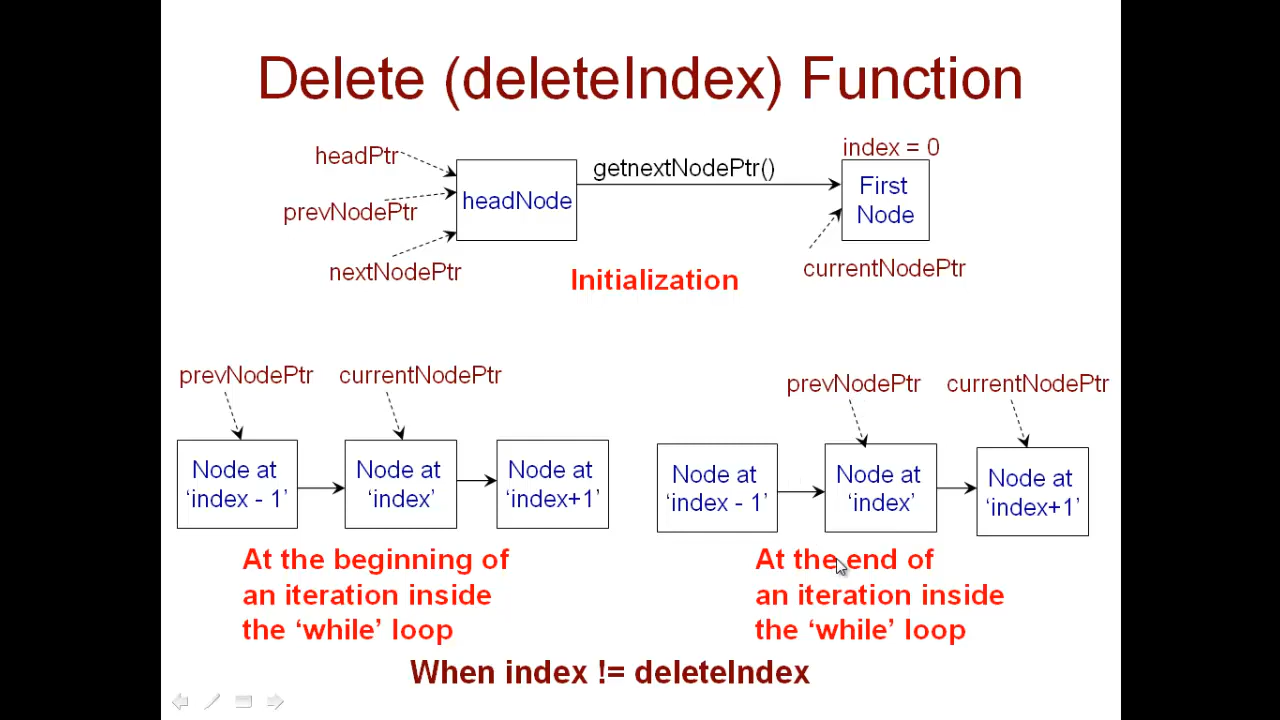 Delete (deleteIndex) Function
headPtr
prevNodePtr
nextNodePtr
headNode
getnextNodePtr()
index = 0
First
Node
currentNodePtr
Initialization
prevNodePtr
currentNodePtr
Node at
‘index - 1’
Node at
‘index’
Node at
‘index+1’
At the beginning of
an iteration inside
the ‘while’ loop
prevNodePtr
currentNodePtr
Node at
‘index - 1’
Node at
‘index’
Node at
‘index+1’
At the end of
an iteration inside
the ‘while’ loop
When index != deleteIndex